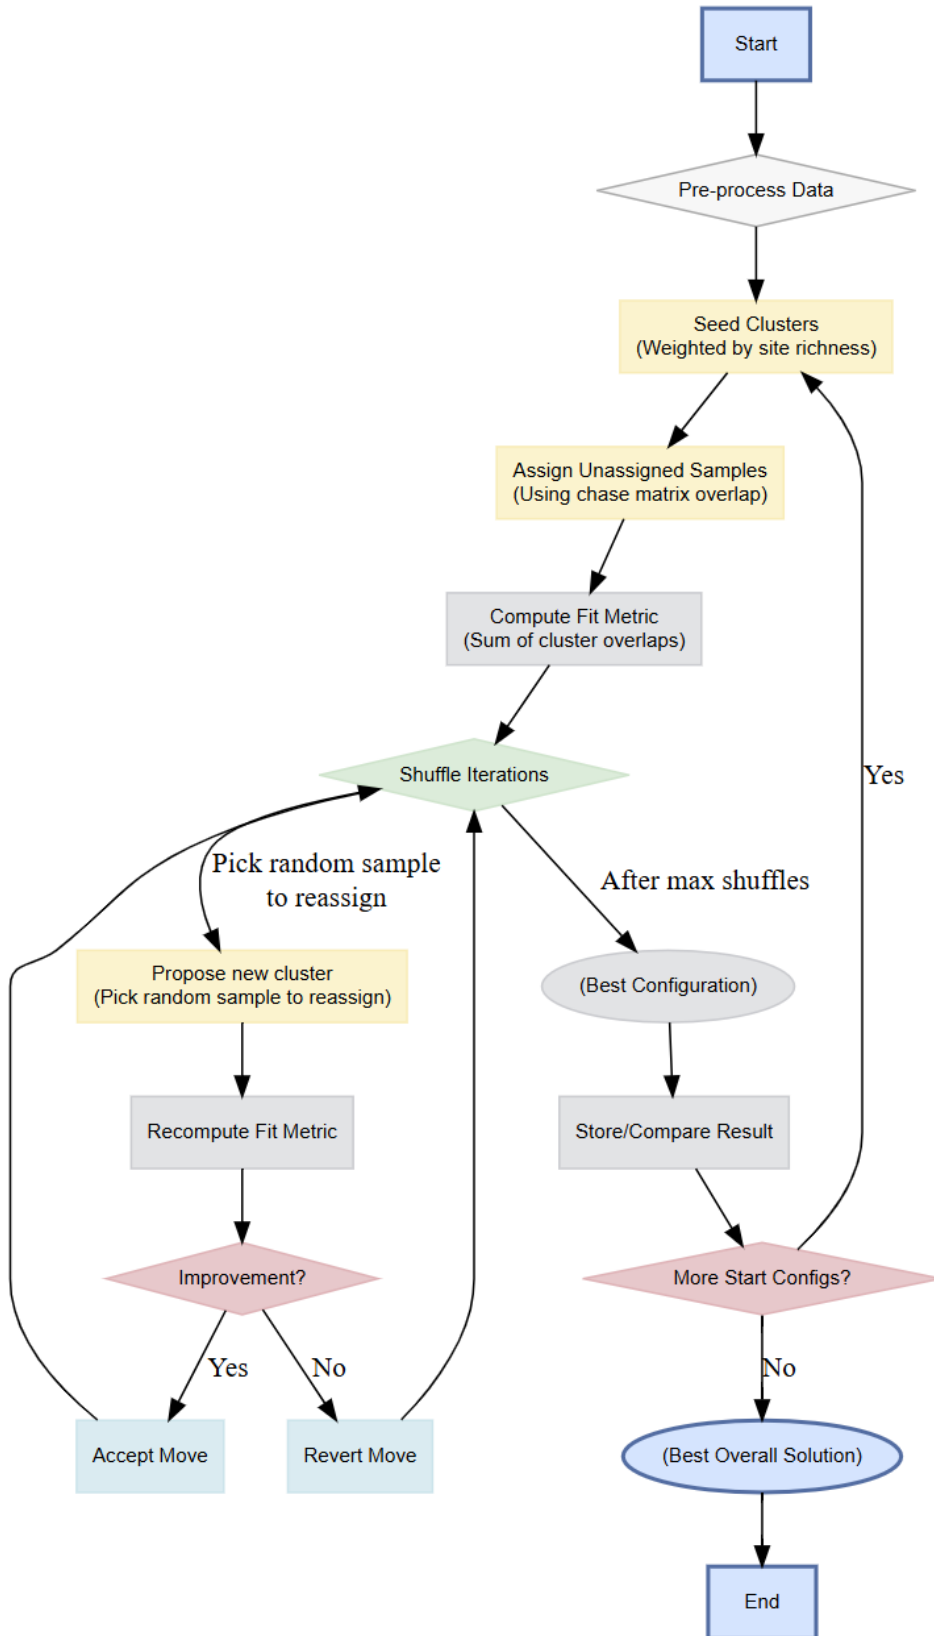 Start
Pre-process Data
Seed Clusters
(Weighted by site richness)
Assign Unassigned Samples
(Using chase matrix overlap)
Compute Fit Metric
(Sum of cluster overlaps)
Shuffle Iterations
Yes
Pick random sample
to reassign
After max shuffles
Propose new cluster
(Pick random sample to reassign)
(Best Configuration)
Recompute Fit Metric
Store/Compare Result
Improvement?
More Start Configs?
Yes
No
No
Accept Move
Revert Move
(Best Overall Solution)
End